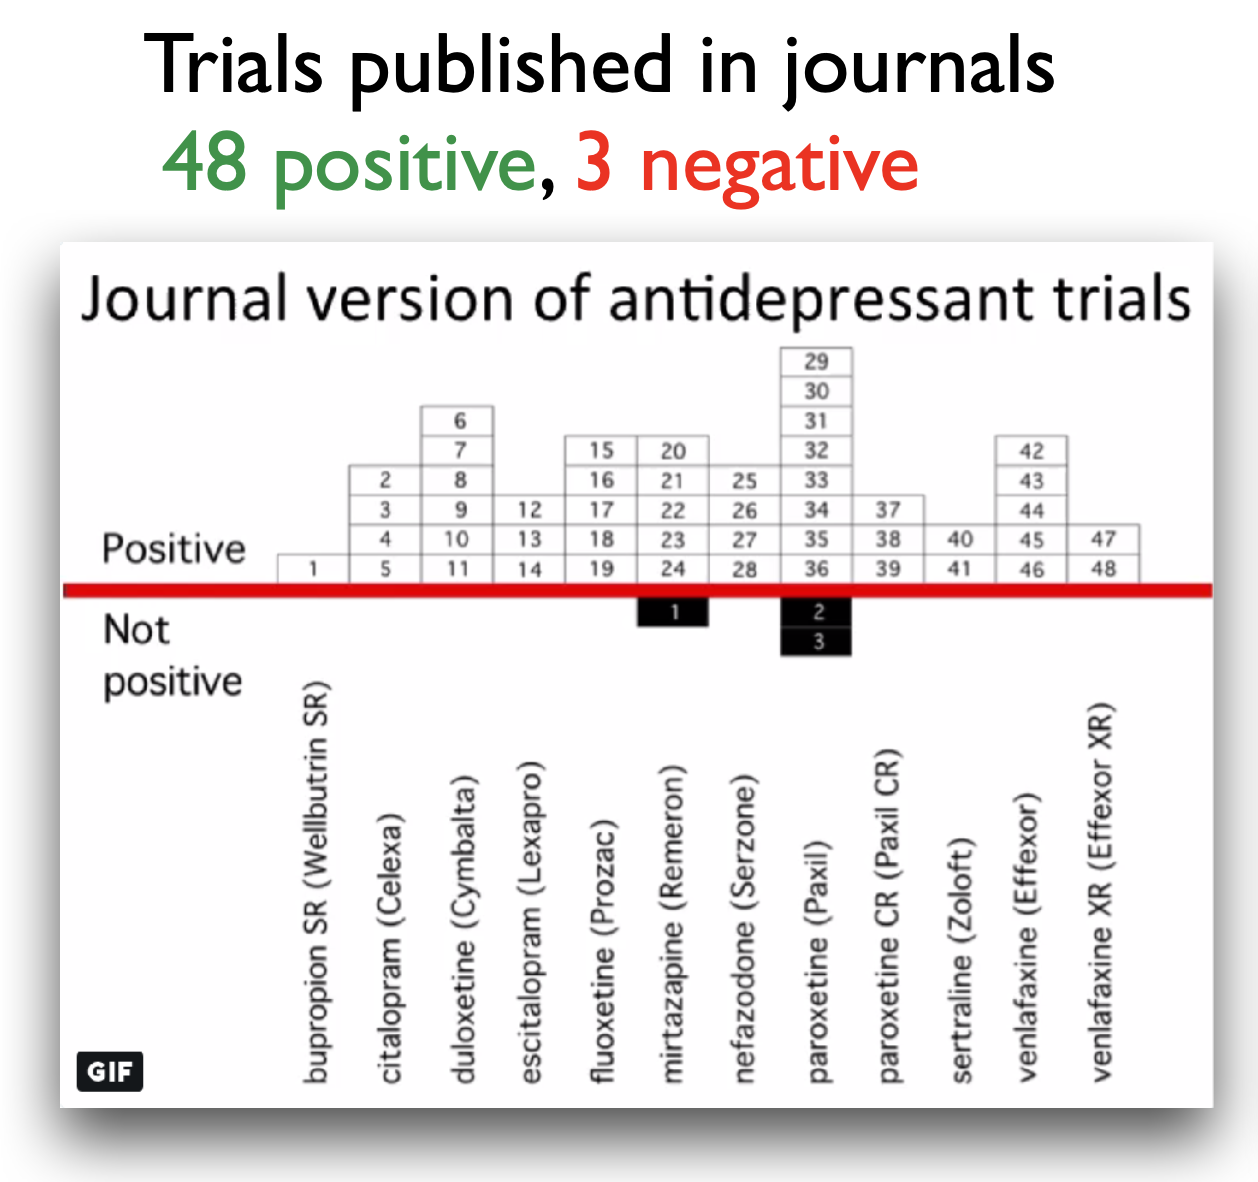 Trials published in journals
48 positive, 3 negative
Journal version of antidepressant trials
29
30
31
6 32
7 15 20 42
2 8 16 21 25 33 43
3 9 12 17 22 26 34 37 44
Positive 4 10 13 18 23 27 35 38 40 45 47
1 5 11 14 19 24 28 36 39 41 46 48
Not
positive
1 2
3
bupropion SR (Wellbutrin SR)
citalopram (Celexa)
duloxetine (Cymbalta)
escitalopram (Lexapro)
fluoxetine (Prozac)
mirtazapine (Remeron)
nefazodone (Serzone)
paroxetine (Paxil)
paroxetine CR (Paxil CR)
sertraline (Zoloft)
venlafaxine (Effexor)
venlafaxine XR (Effexor XR)
GIF